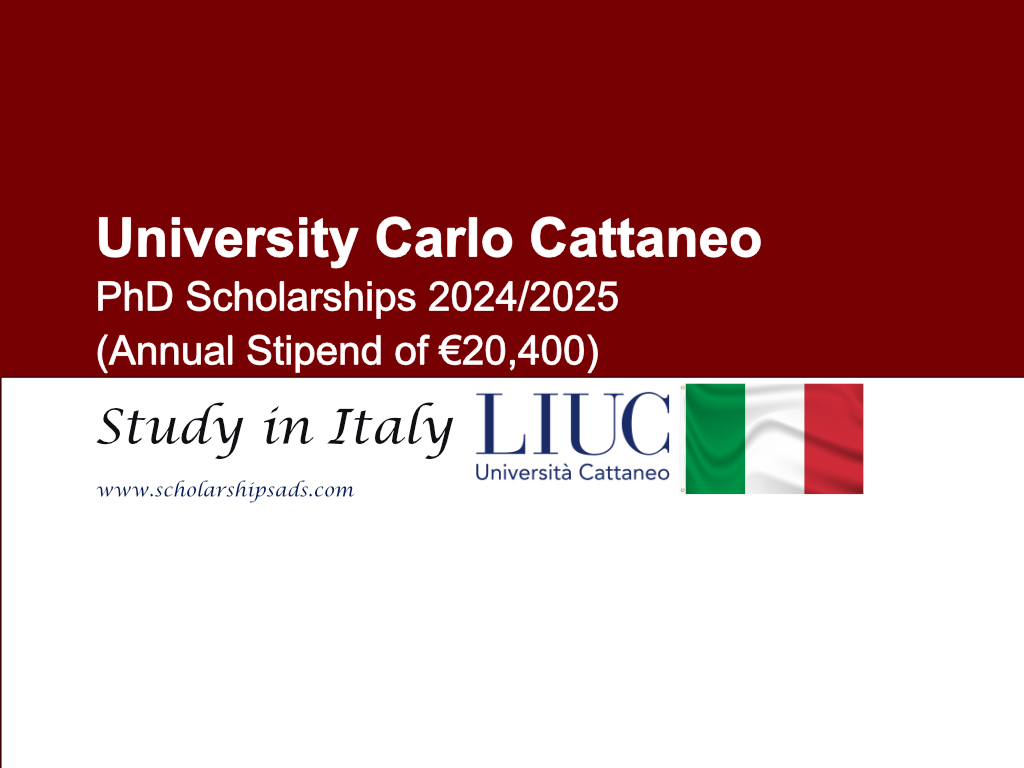 University Carlo Cattaneo
PhD Scholarships 2024/2025
(Annual Stipend of €20,400)
Study in Italy
www.scholarshipsads.com
LIUC
Università Cattaneo